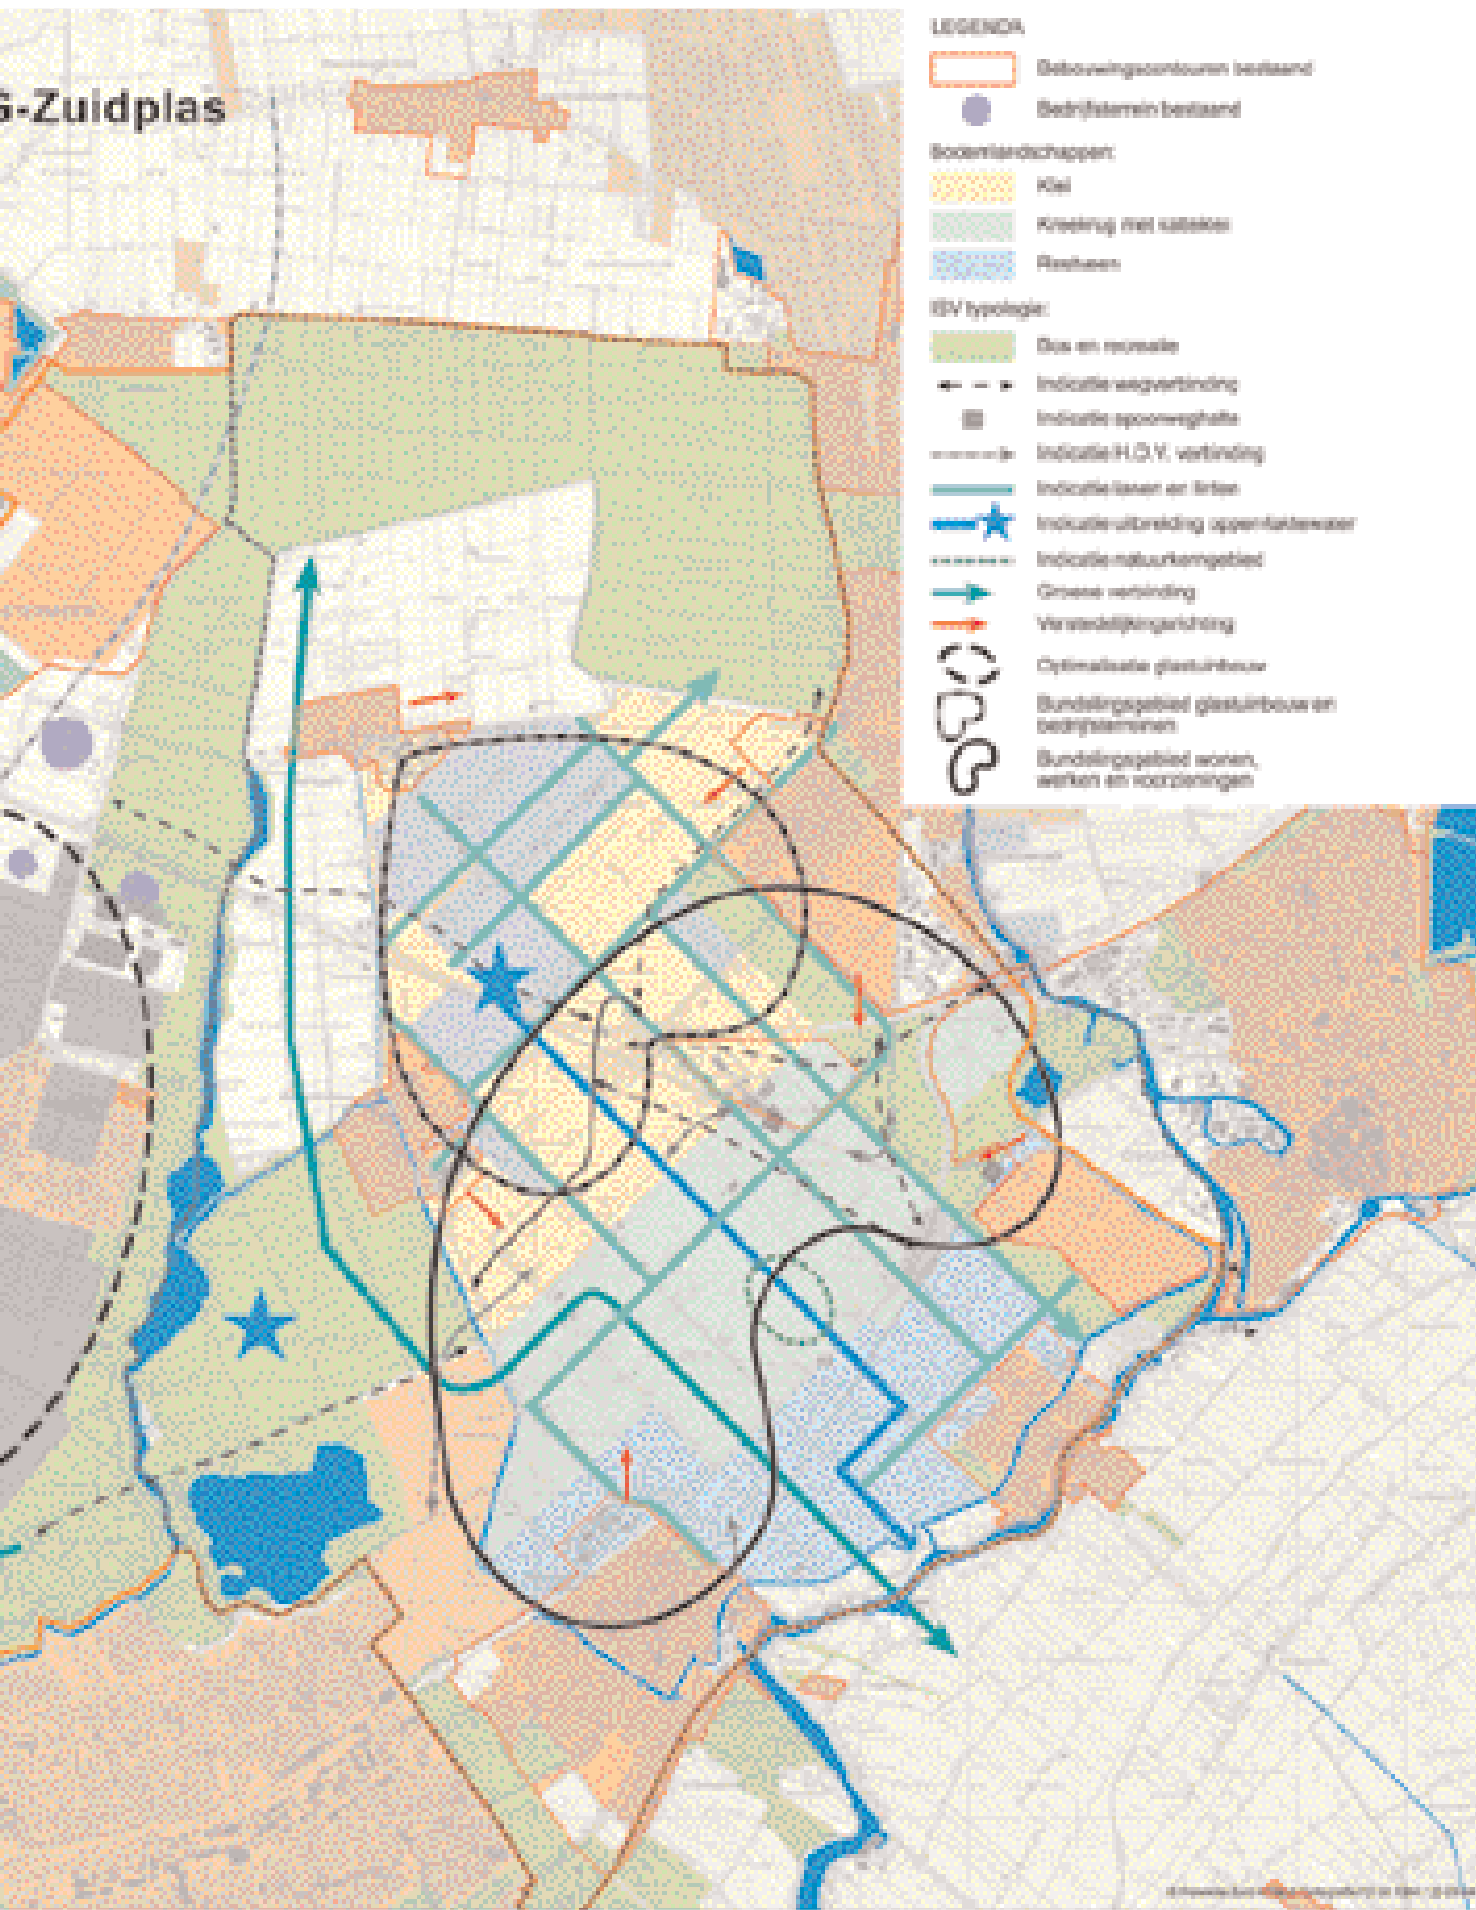 G-Zuidplas
LEGENDA
Bebouwingscontouren bestaand
Bedrijfsterrein bestaand
Bodemlandschappen:
Klei
Kreekrug met katteklei
Restveen
ISV typologie:
Bos en recreatie
Indicatie wegverbinding
Indicatie spoorweghalte
Indicatie H.O.V. verbinding
Indicatie lanen en linten
Indicatie uitbreiding oppervlaktewater
Indicatie natuurkerngebied
Groene verbinding
Verstedelijkingsrichting
Optimalisatie glastuinbouw
Bundelingsgebied glastuinbouw en
bedrijfsterreinen
Bundelingsgebied wonen,
werken en voorzieningen